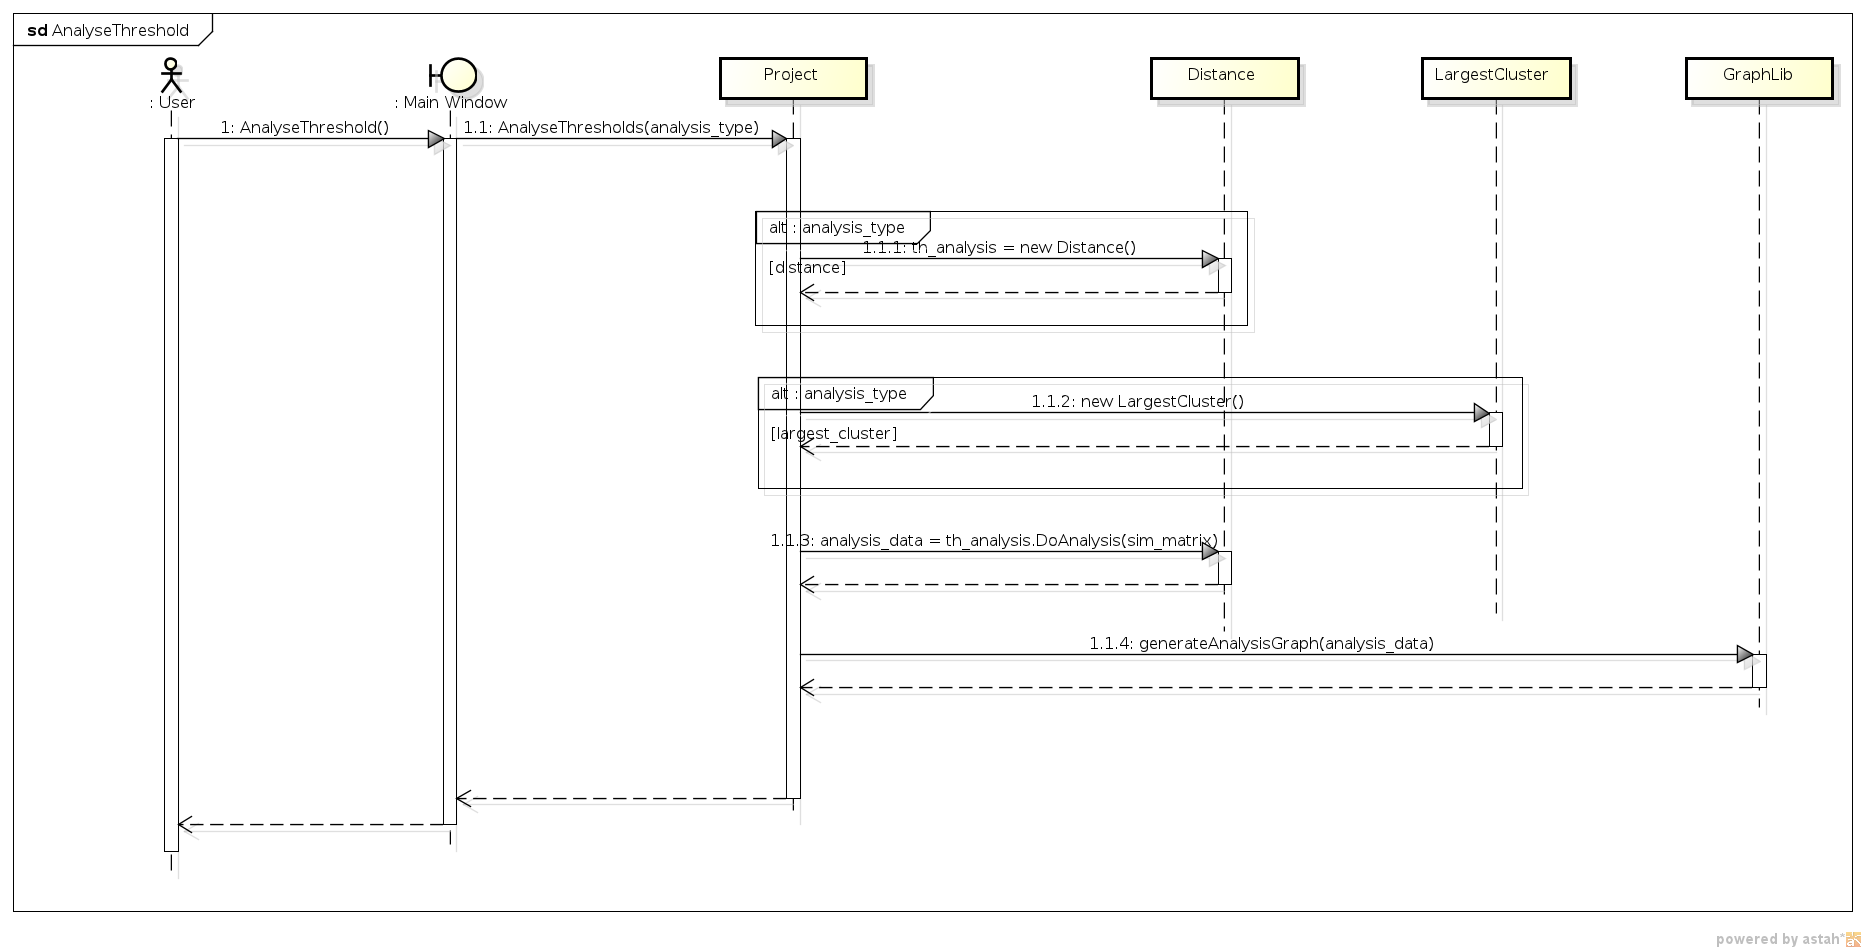 sd AnalyseThreshold
: User
: Main Window
Project
Distance
LargestCluster
GraphLib
1: AnalyseThreshold()
1.1: AnalyseThresholds(analysis_type)
alt : analysis_type
1.1.1: th_analysis = new Distance()
[distance]
alt : analysis_type
1.1.2: new LargestCluster()
[largest_cluster]
1.1.3: analysis_data = th_analysis.DoAnalysis(sim_matrix)
1.1.4: generateAnalysisGraph(analysis_data)
powered by astah*